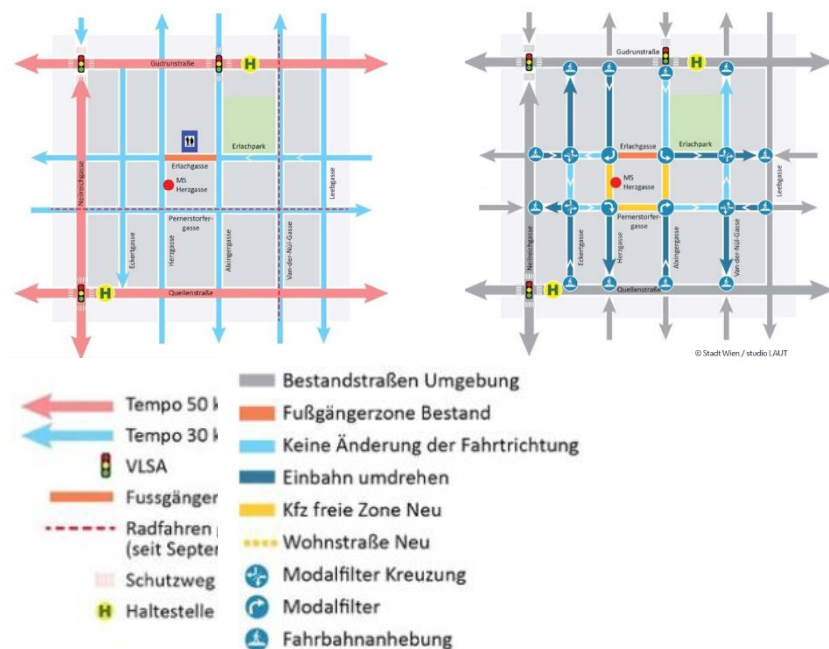 Gudrunstraße
H
Erlachpark
Erlachgasse
MS
Herzgasse
Neilreichgasse
Leebgasse
Pernerstorfer-
gasse
Eckertgasse
Herzgasse
Alxingergasse
Van-der-Nüll-Gasse
H
Quellenstraße
Gudrunstraße
H
Erlachgasse
Erlachpark
MS
Herzgasse
Neilreichgasse
Leebgasse
Pernerstorfer-
gasse
Eckertgasse
Herzgasse
Alxingergasse
Van-der-Nüll-Gasse
H
Quellenstraße
© Stadt Wien / studio LAUT
Tempo 50 k
Tempo 30 k
VLSA
Fussgänger
Radfahren
(seit Septer
Schutzweg
H Haltestelle
Bestandstraßen Umgebung
Fußgängerzone Bestand
Keine Änderung der Fahrtrichtung
Einbahn umdrehen
Kfz freie Zone Neu
Wohnstraße Neu
Modalfilter Kreuzung
Modalfilter
Fahrbahnanhebung